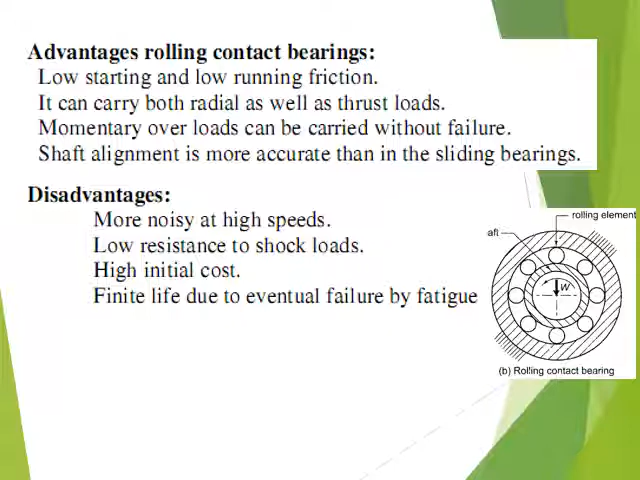 Advantages rolling contact bearings:
Low starting and low running friction.
It can carry both radial as well as thrust loads.
Momentary over loads can be carried without failure.
Shaft alignment is more accurate than in the sliding bearings.
Disadvantages:
More noisy at high speeds.
Low resistance to shock loads.
High initial cost.
Finite life due to eventual failure by fatigue
rolling element
aft
W
(b) Rolling contact bearing